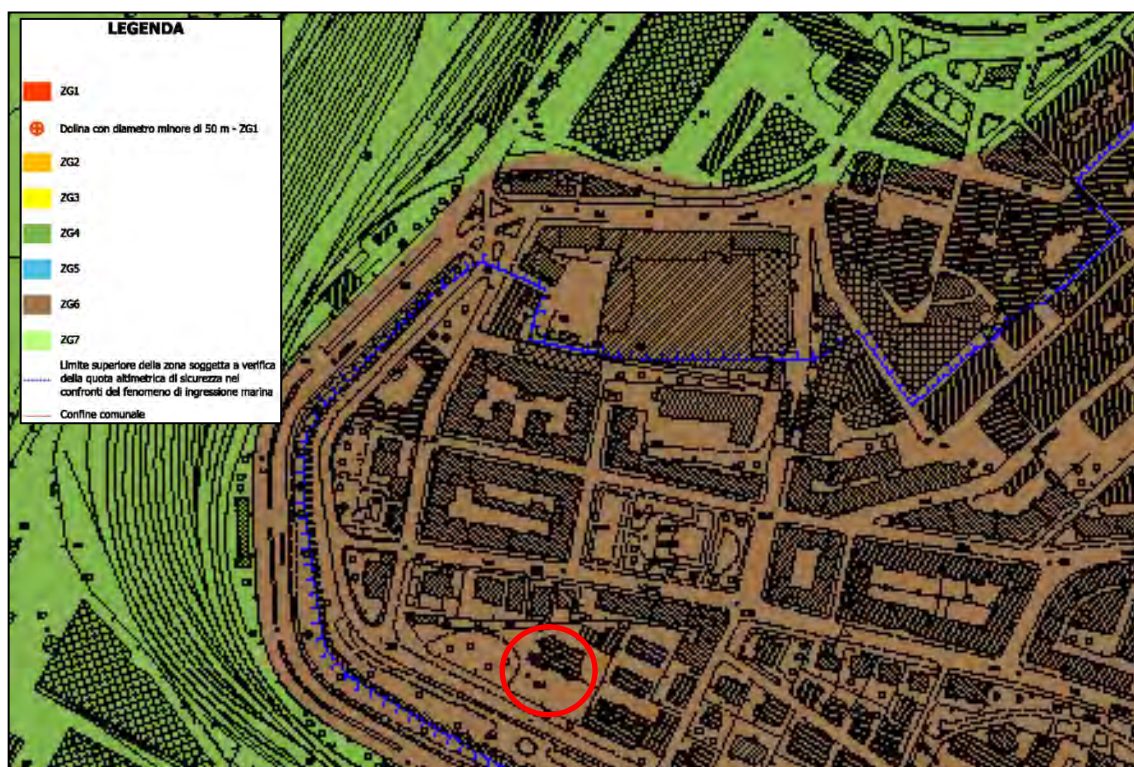 LEGENDA
ZG1
Dolina con diametro minore di 50 m - ZG1
ZG2
ZG3
ZG4
ZG5
ZG6
ZG7
Limite superiore della zona soggetta a verifica
della quota altimetrica di sicurezza nei
confronti del fenomeno di ingressione marina
Confine comunale